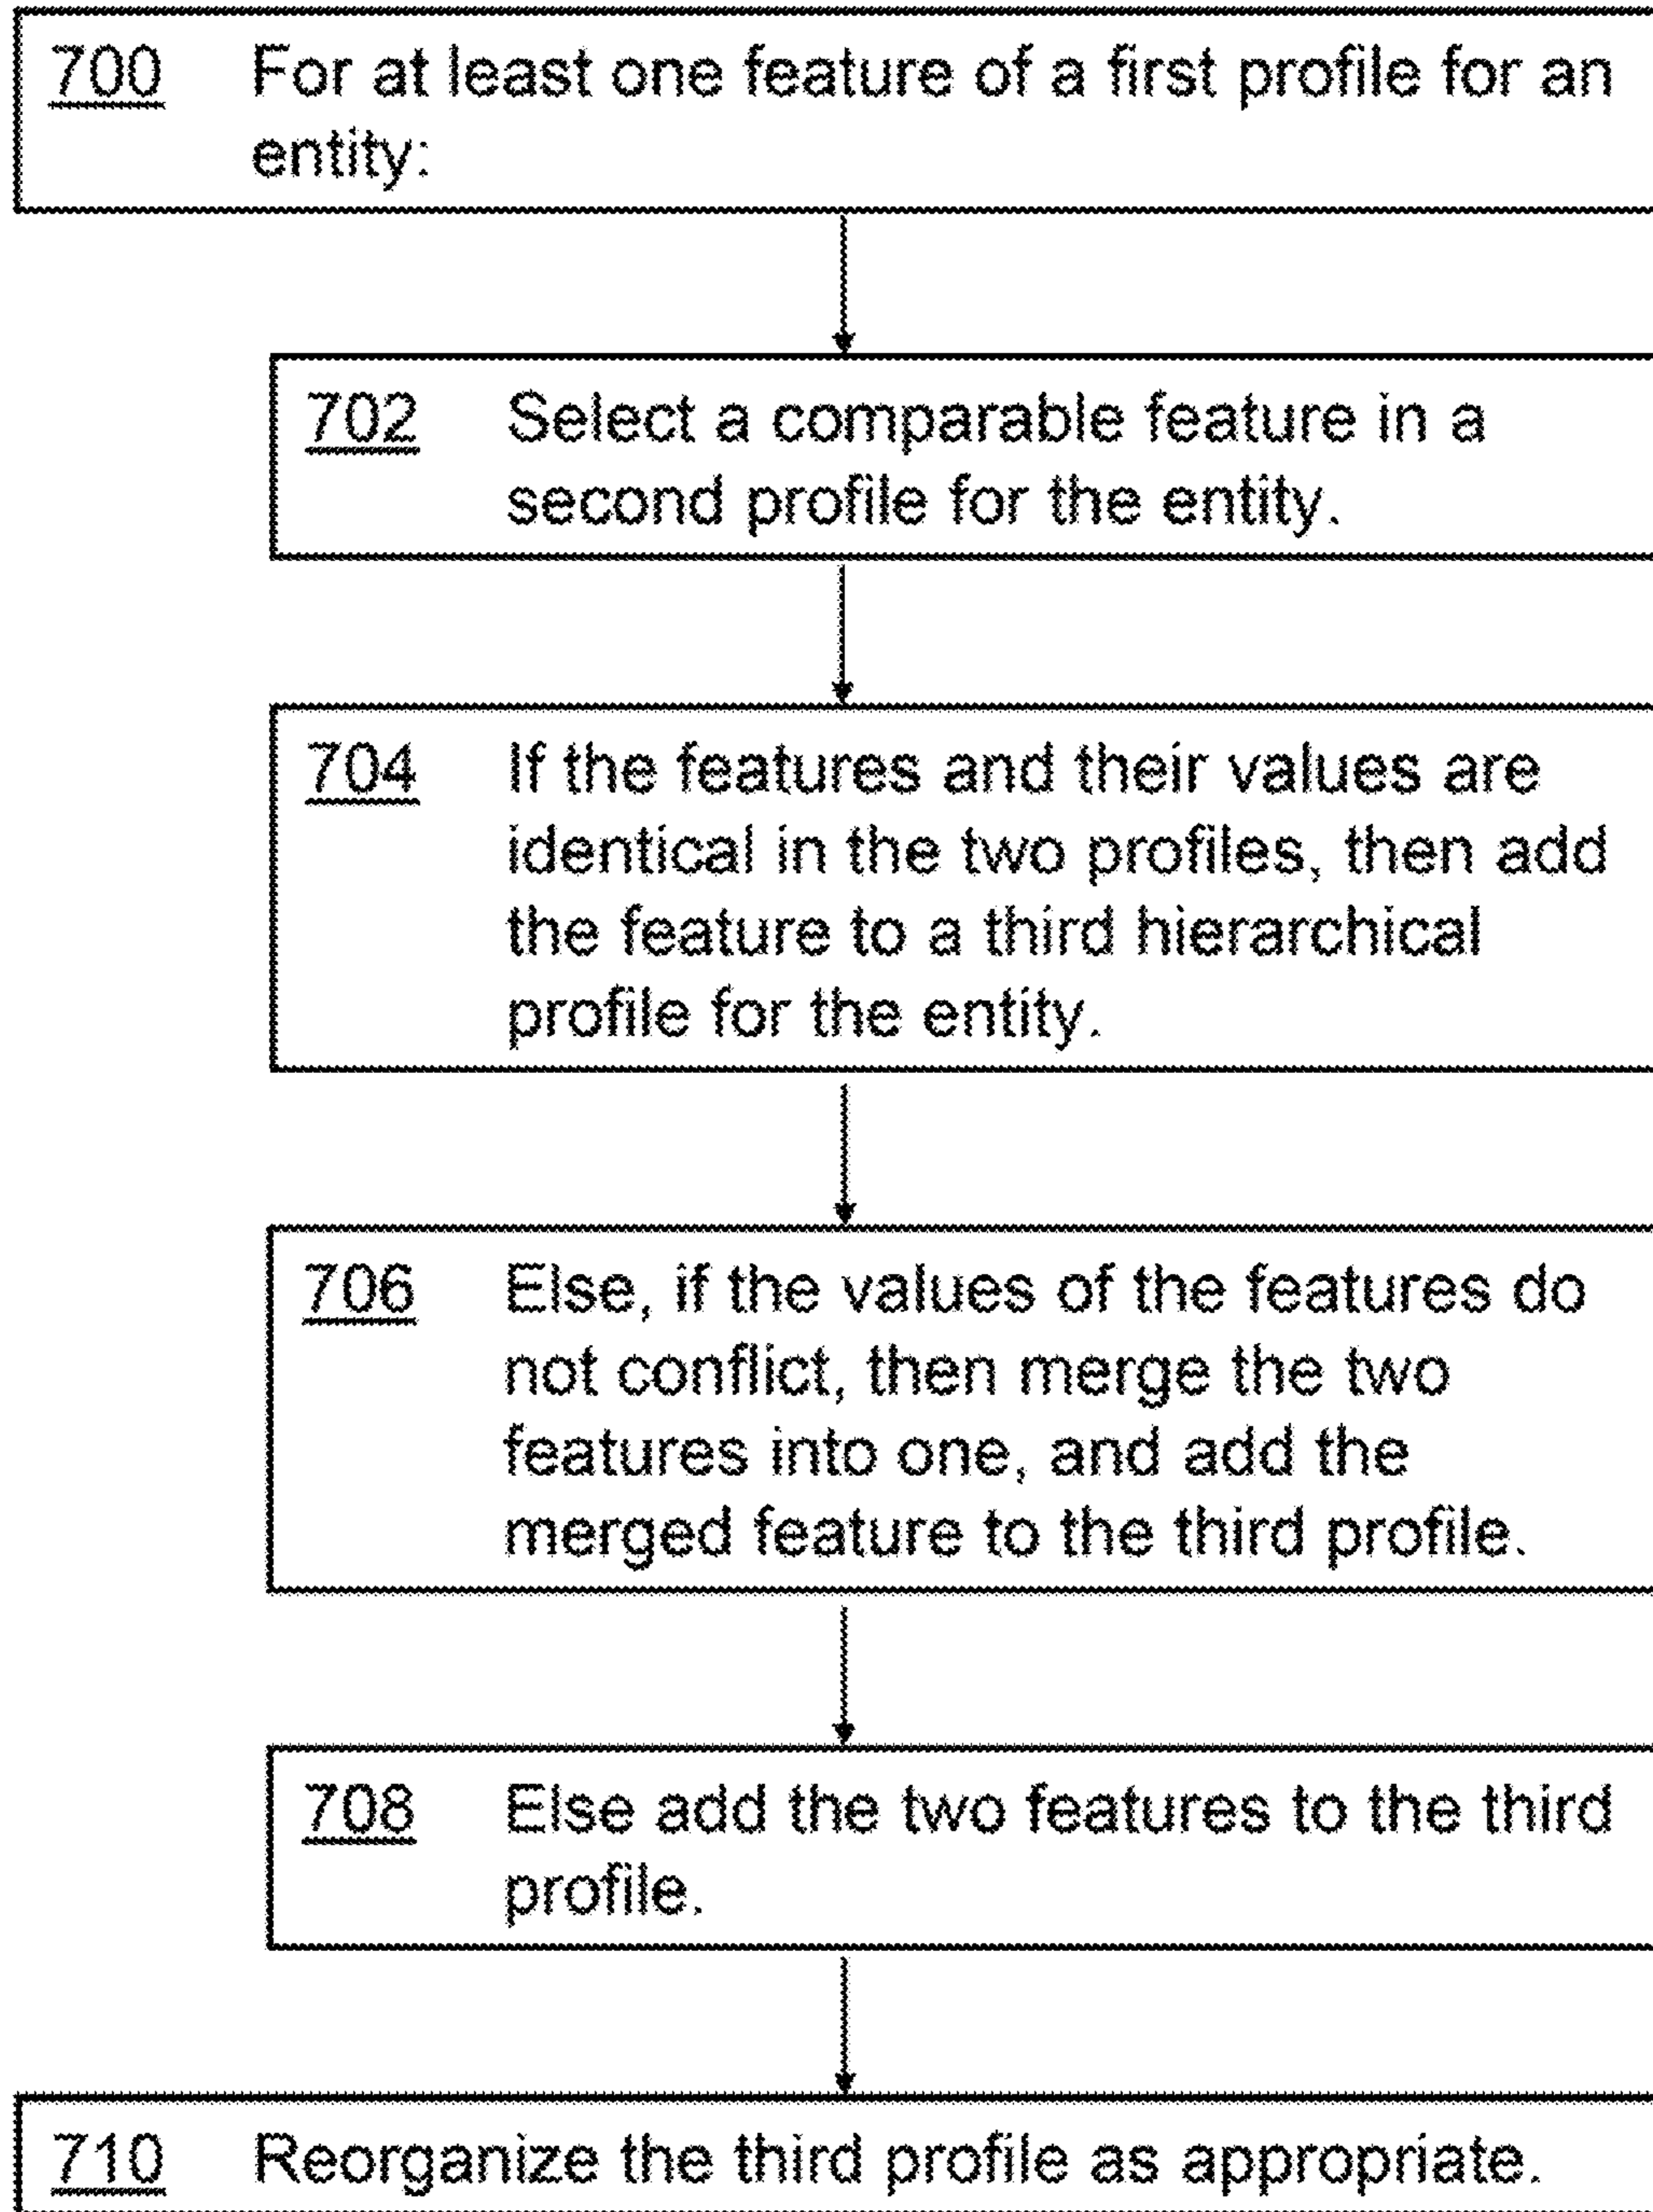 700 For at least one feature of a first profile for an
entity:
702 Select a comparable feature in a
second profile for the entity.
704 If the features and their values are
identical in the two profiles, then add
the feature to a third hierarchical
profile for the entity.
706 Else, if the values of the features do
not conflict, then merge the two
features into one, and add the
merged feature to the third profile.
708 Else add the two features to the third
profile.
710 Reorganize the third profile as appropriate.